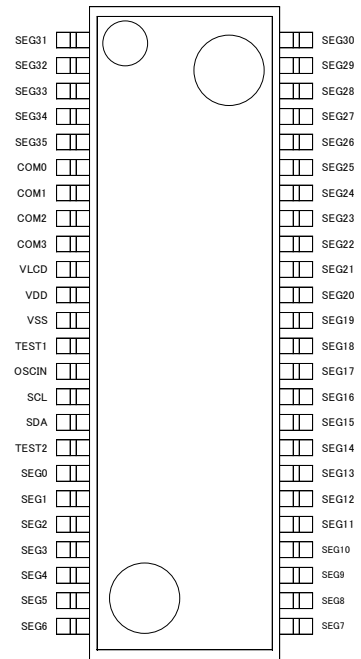 SEG31 SEG30
SEG32 SEG29
SEG33 SEG28
SEG34 SEG27
SEG35 SEG26
COM0 SEG25
COM1 SEG24
COM2 SEG23
COM3 SEG22
VLCD SEG21
VDD SEG20
VSS SEG19
TEST1 SEG18
OSCIN SEG17
SCL SEG16
SDA SEG15
TEST2 SEG14
SEG0 SEG13
SEG1 SEG12
SEG2 SEG11
SEG3 SEG10
SEG4 SEG9
SEG5 SEG8
SEG6 SEG7